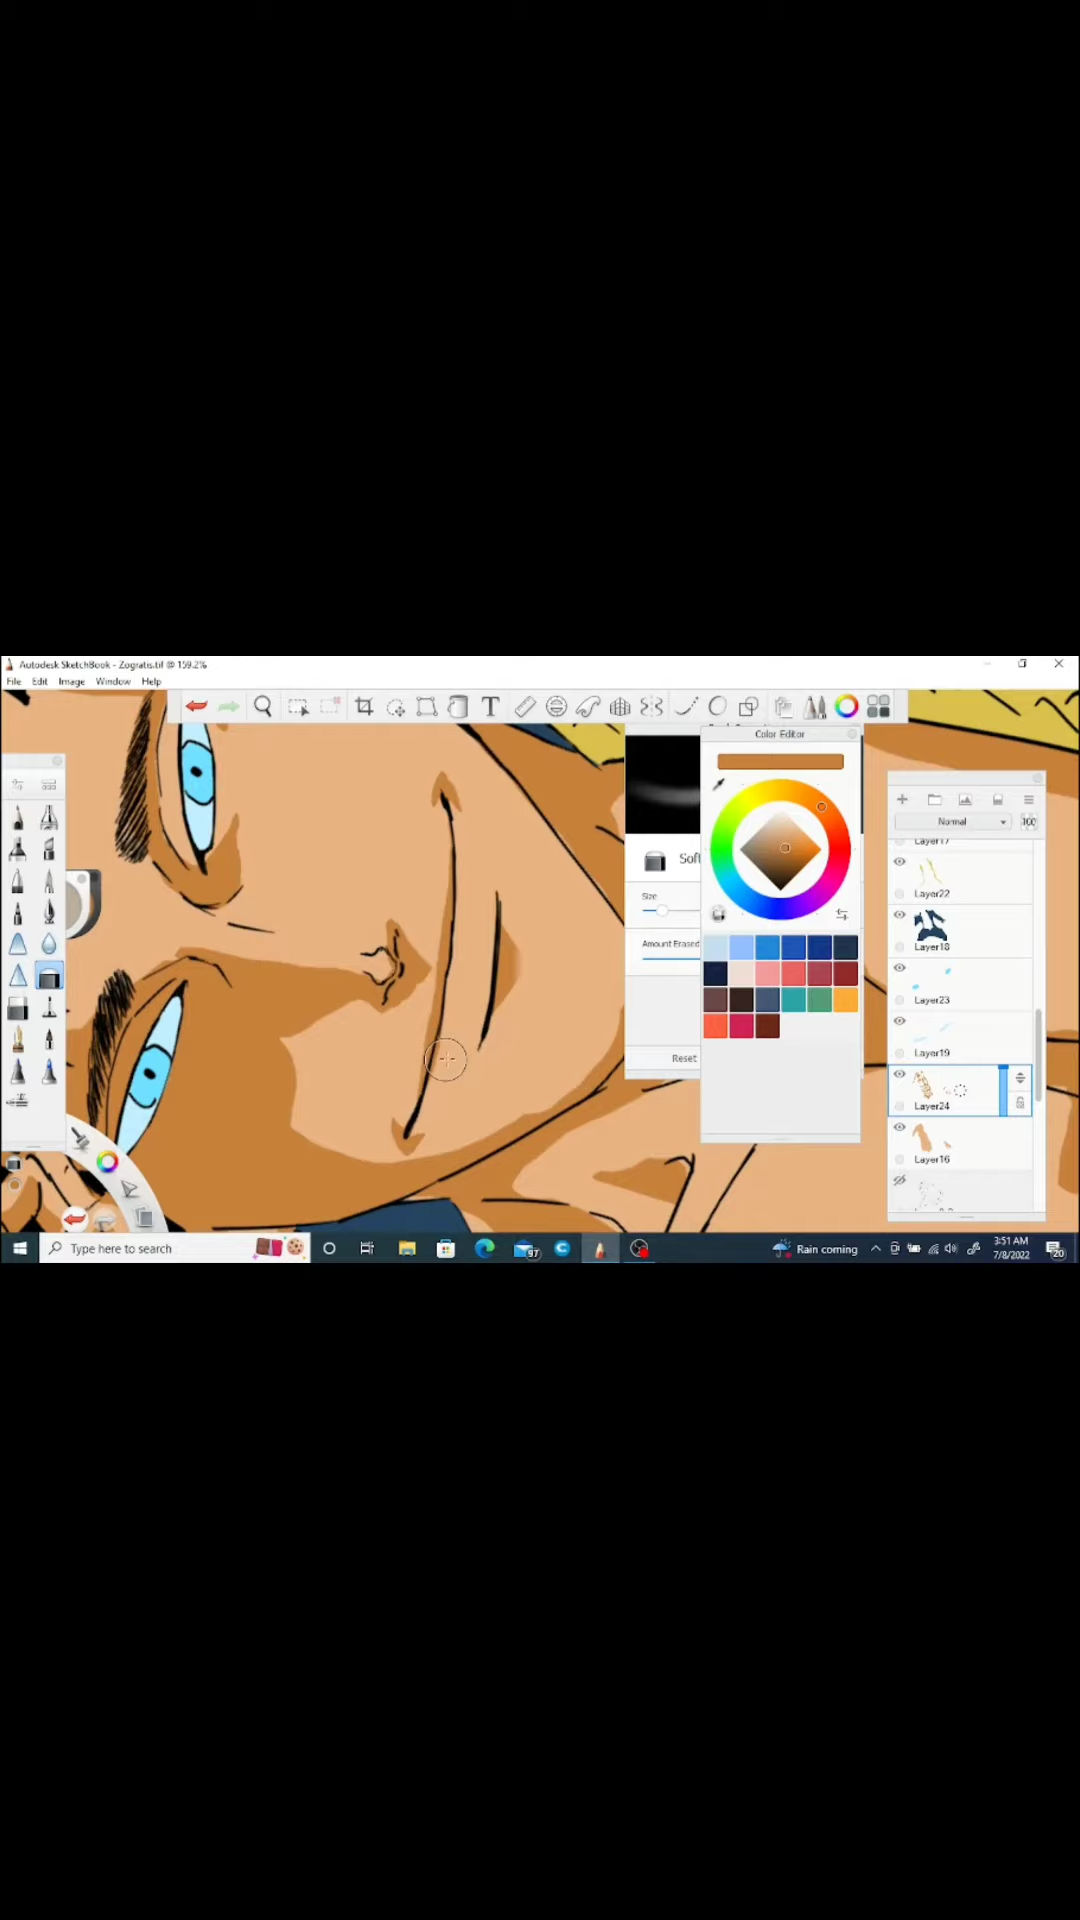 Autodesk SketchBook - Zogratis.tif @ 159.2%
File Edit Image Window Help
T
Color Editor
Normal 100
Layer17
Layer22
Layer18
Layer23
Layer19
Layer24
Layer16
Soft
Size
Amount Erased
Reset
Type here to search
97
Rain coming
3:51 AM
7/8/2022
20